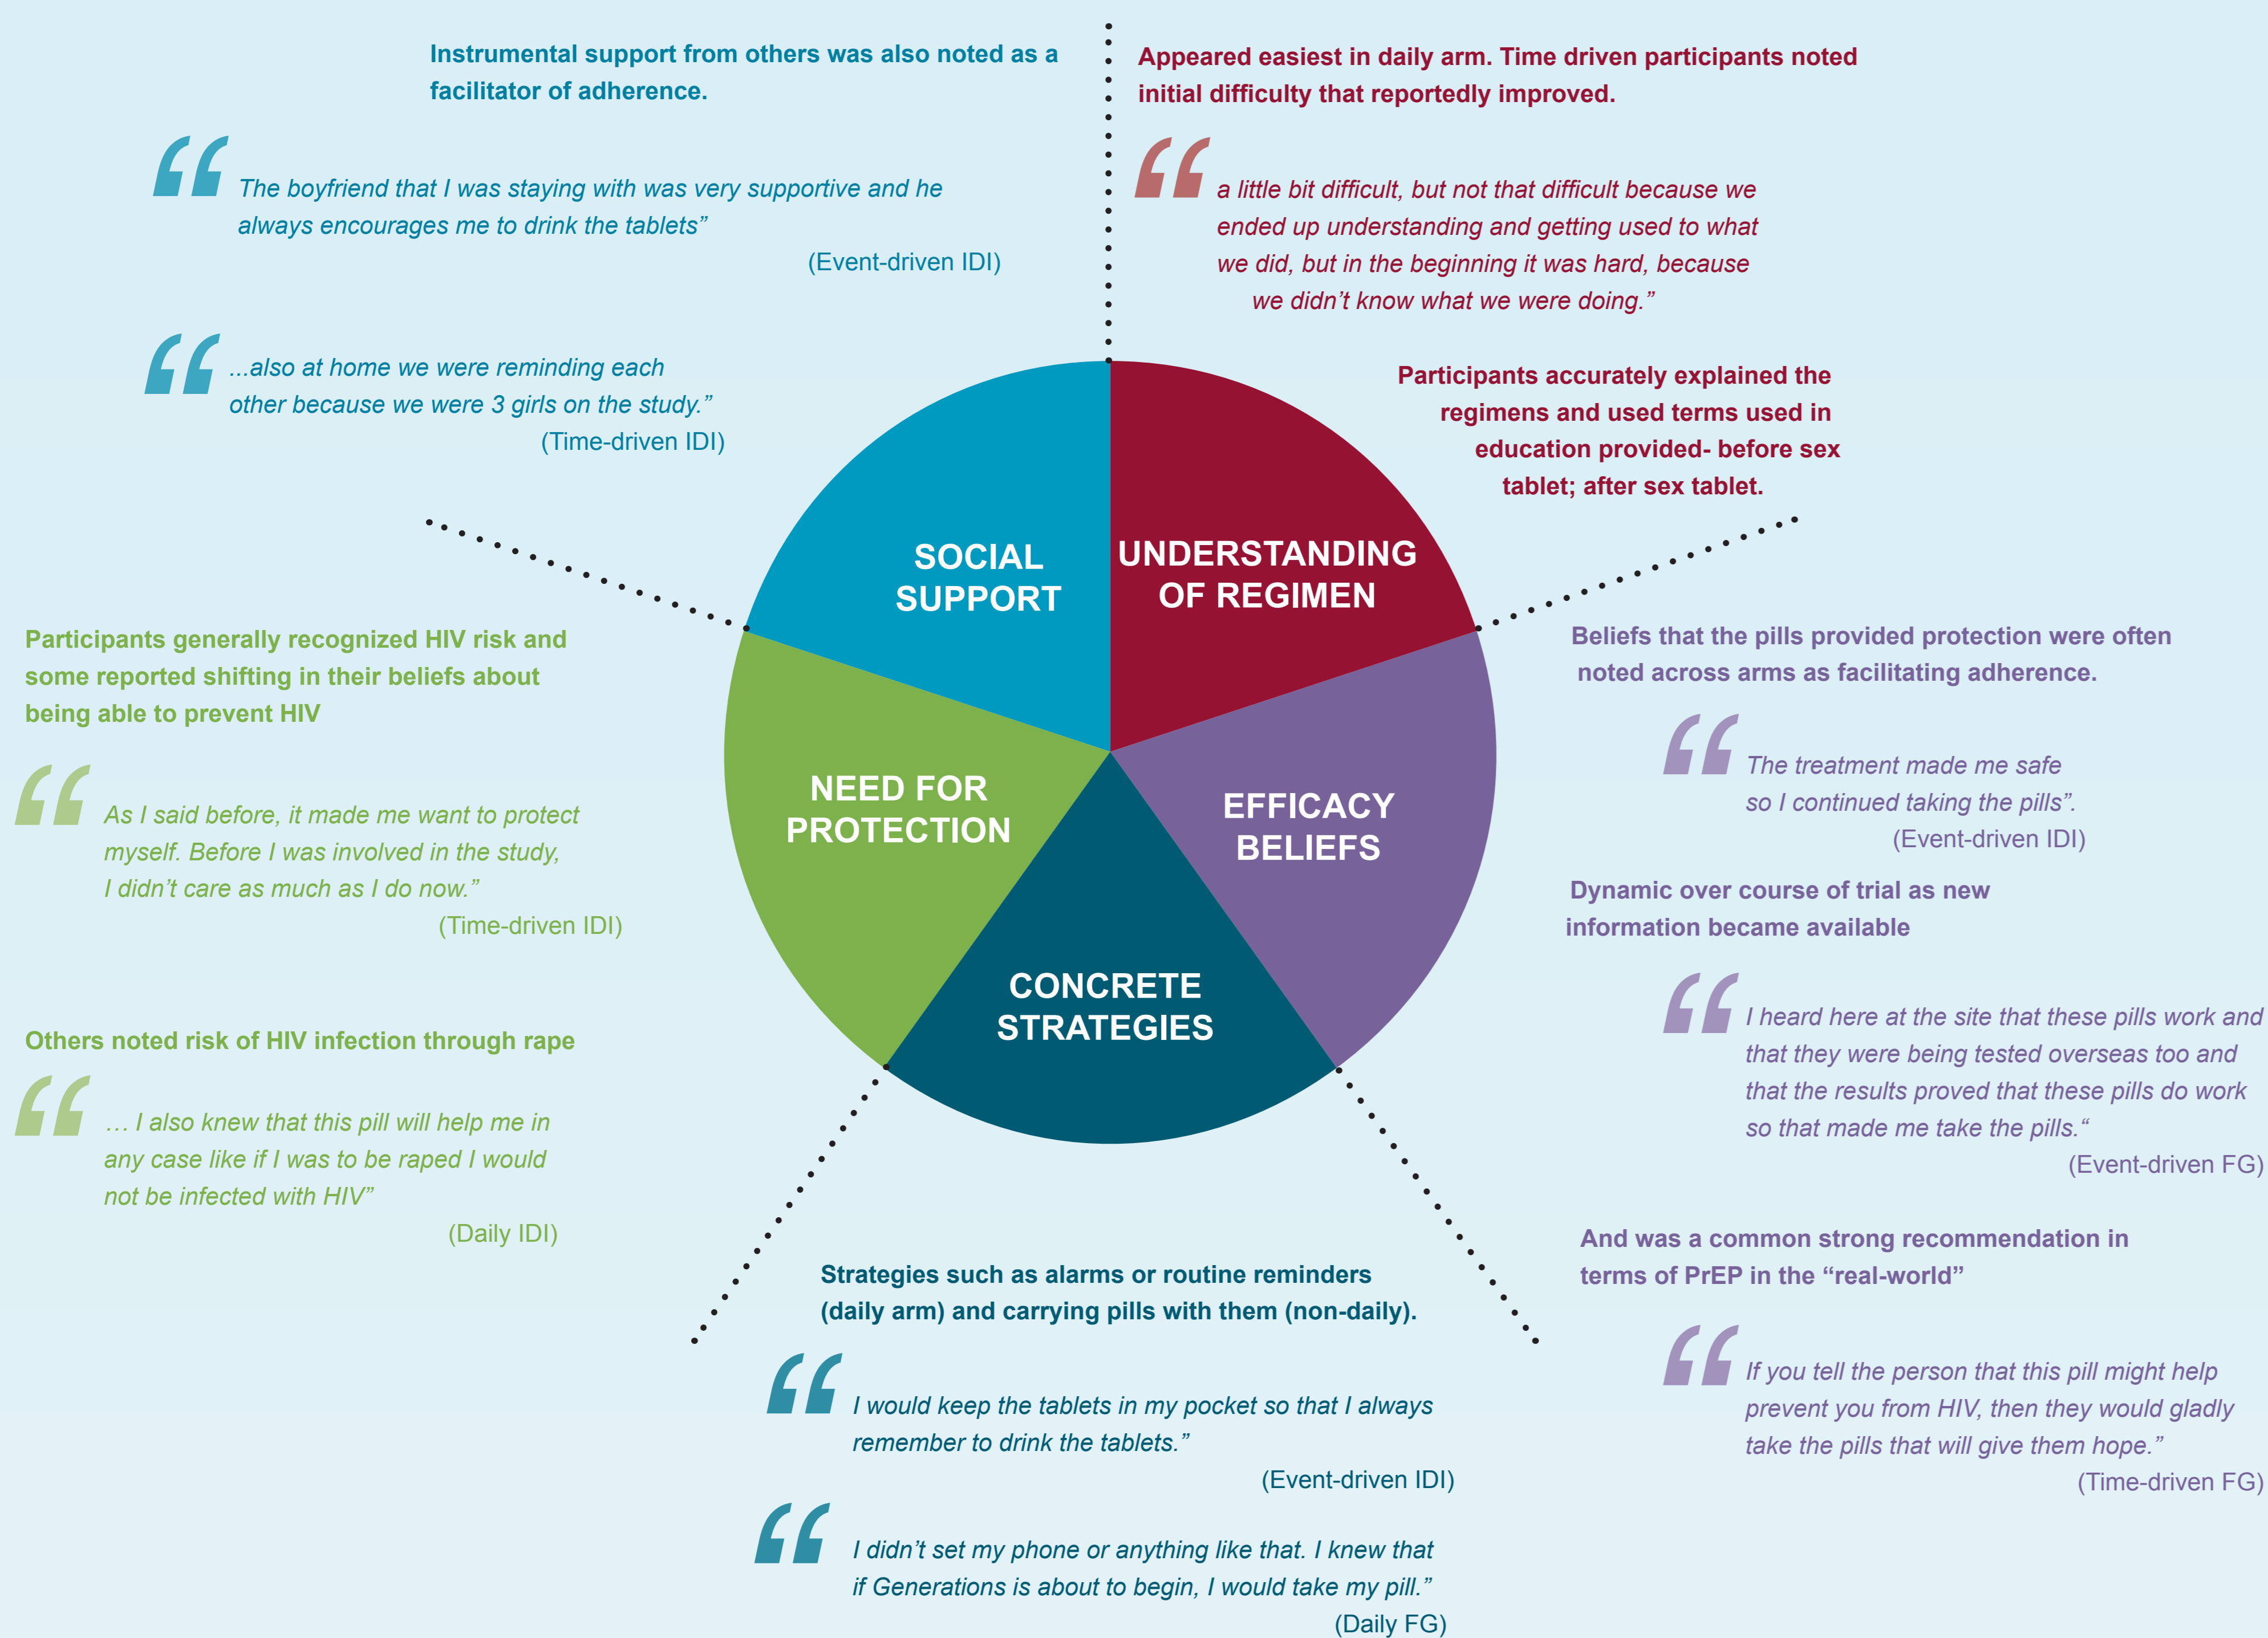 Instrumental support from others was also noted as a
facilitator of adherence.
“
The boyfriend that I was staying with was very supportive and he
always encourages me to drink the tablets”
(Event-driven IDI)
“
...also at home we were reminding each
other because we were 3 girls on the study.”
(Time-driven IDI)
Appeared easiest in daily arm. Time driven participants noted
initial difficulty that reportedly improved.
“
a little bit difficult, but not that difficult because we
ended up understanding and getting used to what
we did, but in the beginning it was hard, because
we didn’t know what we were doing.”
Participants accurately explained the
regimens and used terms used in
education provided- before sex
tablet; after sex tablet.
SOCIAL
SUPPORT
UNDERSTANDING
OF REGIMEN
NEED FOR
PROTECTION
EFFICACY
BELIEFS
CONCRETE
STRATEGIES
Participants generally recognized HIV risk and
some reported shifting in their beliefs about
being able to prevent HIV
“
As I said before, it made me want to protect
myself. Before I was involved in the study,
I didn’t care as much as I do now.”
(Time-driven IDI)
Others noted risk of HIV infection through rape
“
… I also knew that this pill will help me in
any case like if I was to be raped I would
not be infected with HIV”
(Daily IDI)
Beliefs that the pills provided protection were often
noted across arms as facilitating adherence.
“
The treatment made me safe
so I continued taking the pills”.
(Event-driven IDI)
Dynamic over course of trial as new
information became available
“
I heard here at the site that these pills work and
that they were being tested overseas too and
that the results proved that these pills do work
so that made me take the pills.“
(Event-driven FG)
And was a common strong recommendation in
terms of PrEP in the “real-world”
“
If you tell the person that this pill might help
prevent you from HIV, then they would gladly
take the pills that will give them hope.”
(Time-driven FG)
Strategies such as alarms or routine reminders
(daily arm) and carrying pills with them (non-daily).
“
I would keep the tablets in my pocket so that I always
remember to drink the tablets.”
(Event-driven IDI)
“
I didn’t set my phone or anything like that. I knew that
if Generations is about to begin, I would take my pill.”
(Daily FG)